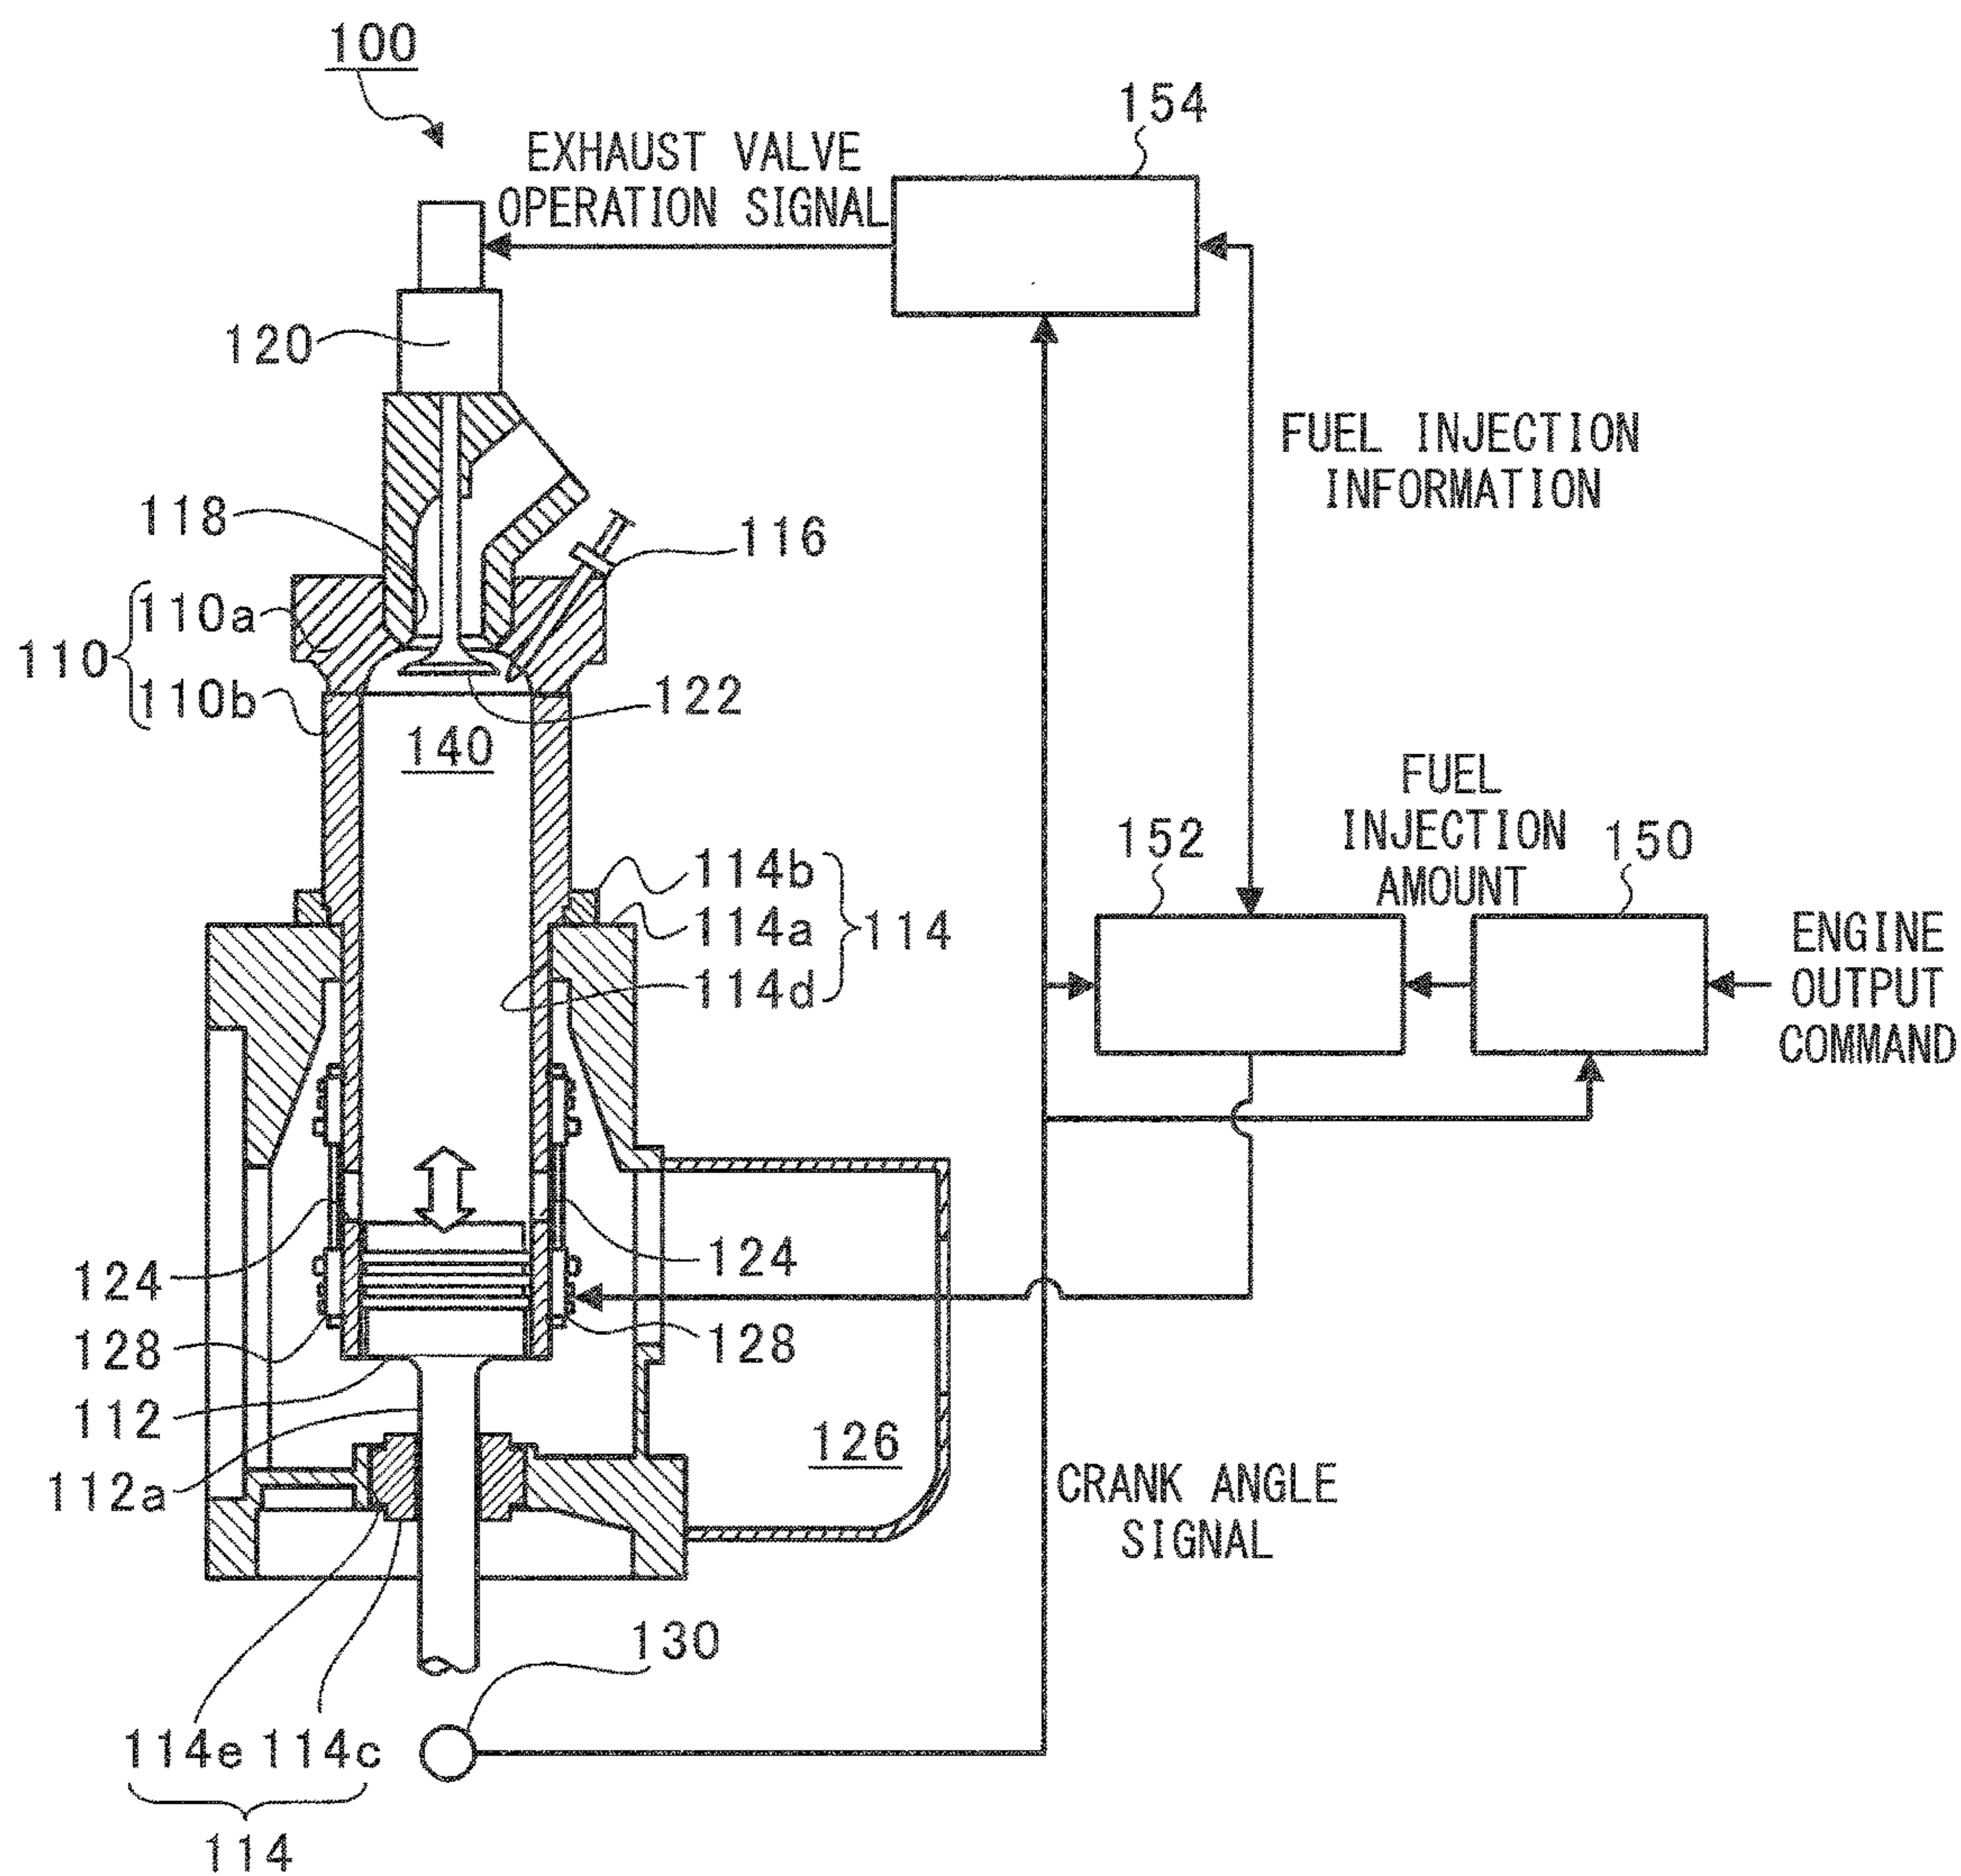 100
154
EXHAUST VALVE
OPERATION SIGNAL
120
FUEL INJECTION
INFORMATION
118
116
110a
110
110b
122
140
FUEL
INJECTION
AMOUNT
152
150
114b
114a
114
114d
ENGINE
OUTPUT
COMMAND
124
124
128
128
112
126
112a
CRANK ANGLE
SIGNAL
130
114e
114c
114